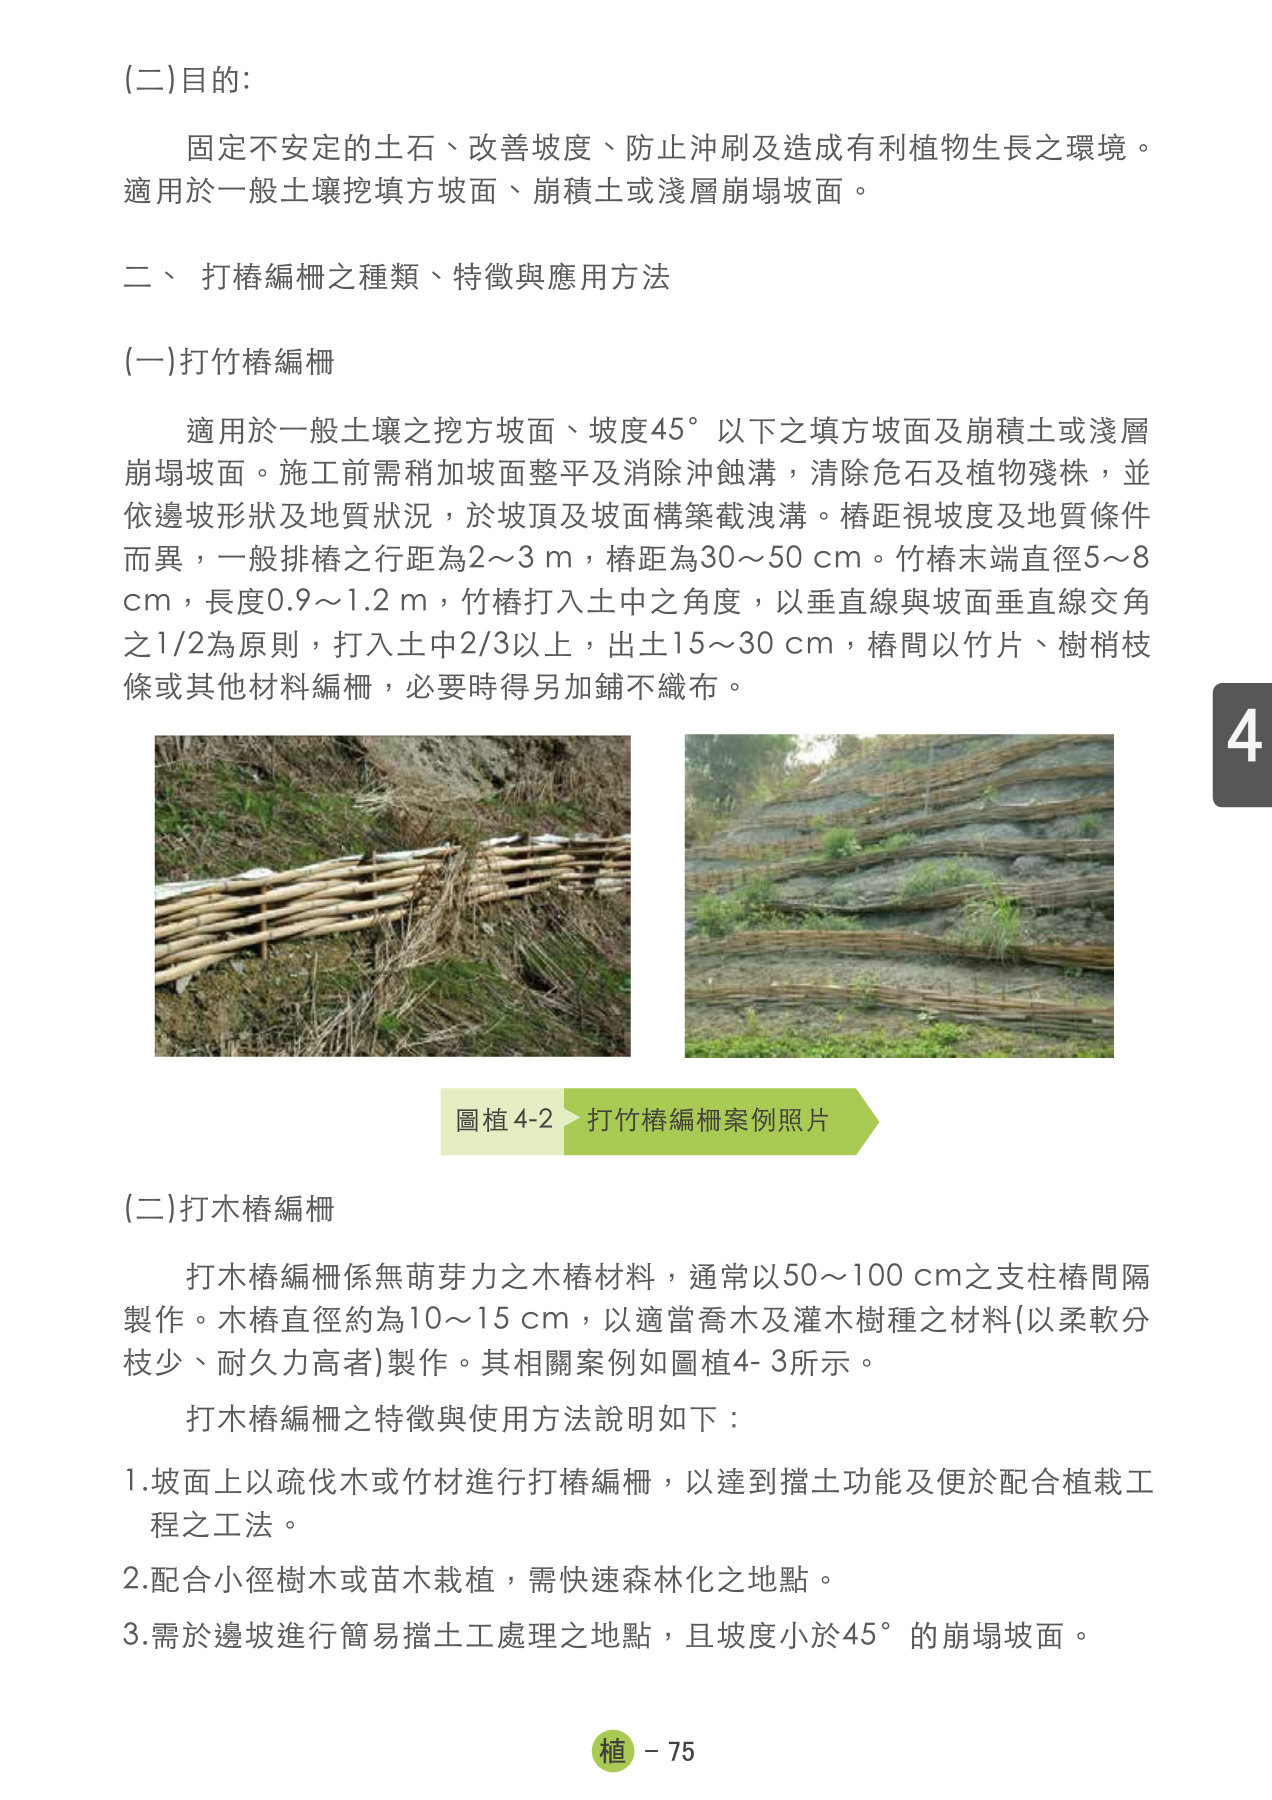 (二)目的:
固定不安定的土石、改善坡度、防止沖刷及造成有利植物生長之環境。
適用於一般土壤挖填方坡面、崩積土或淺層崩塌坡面。
二、 打樁編柵之種類、特徵與應用方法
(一)打竹樁編柵
適用於一般土壤之挖方坡面、坡度45°以下之填方坡面及崩積土或淺層
崩塌坡面。施工前需稍加坡面整平及消除沖蝕溝，清除危石及植物殘株，並
依邊坡形狀及地質狀況，於坡頂及坡面構築截洩溝。樁距視坡度及地質條件
而異，一般排樁之行距為2～3 m，樁距為30～50 cm。竹樁末端直徑5～8
cm，長度0.9～1.2 m，竹樁打入土中之角度，以垂直線與坡面垂直線交角
之1/2為原則，打入土中2/3以上，出土15～30 cm，樁間以竹片、樹梢枝
條或其他材料編柵，必要時得另加鋪不織布。
4
圖植4-2 打竹樁編柵案例照片
(二)打木樁編柵
打木樁編柵係無萌芽力之木樁材料，通常以50～100 cm之支柱樁間隔
製作。木樁直徑約為10～15 cm，以適當喬木及灌木樹種之材料(以柔軟分
枝少、耐久力高者)製作。其相關案例如圖植4- 3所示。
打木樁編柵之特徵與使用方法說明如下：
1.坡面上以疏伐木或竹材進行打樁編柵，以達到擋土功能及便於配合植栽工
程之工法。
2.配合小徑樹木或苗木栽植，需快速森林化之地點。
3.需於邊坡進行簡易擋土工處理之地點，且坡度小於45°的崩塌坡面。
植 – 75